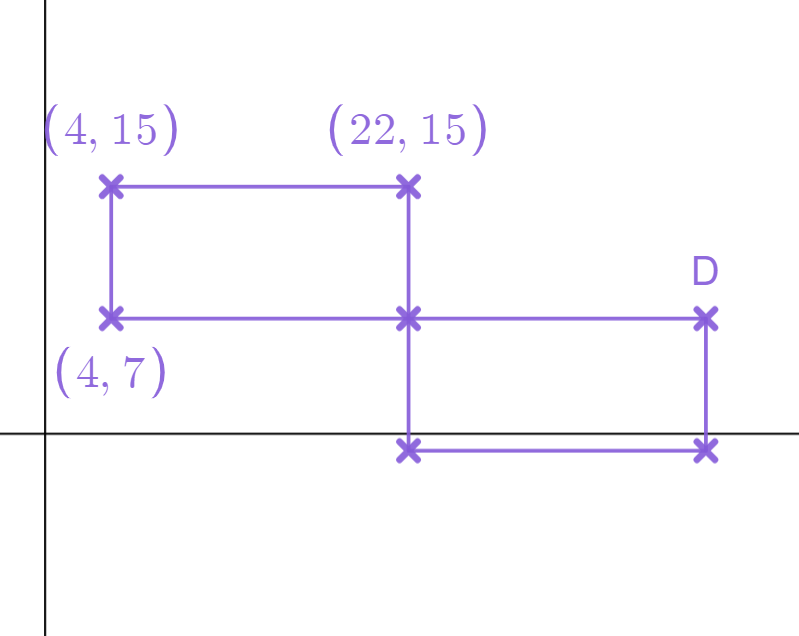 (4, 15) (22, 15)
D
(4, 7)